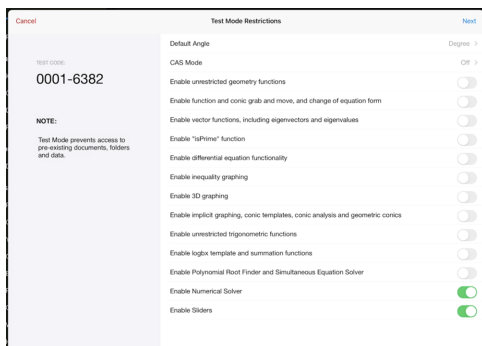 Cancel
Test Mode Restrictions
Next
TEST CODE:
0001-6382
NOTE:
Test Mode prevents access to
pre-existing documents, folders
and data.
Default Angle
Degree >
CAS Mode
Off >
Enable unrestricted geometry functions
Enable function and conic grab and move, and change of equation form
Enable vector functions, including eigenvectors and eigenvalues
Enable "isPrime" function
Enable differential equation functionality
Enable inequality graphing
Enable 3D graphing
Enable implicit graphing, conic templates, conic analysis and geometric conics
Enable unrestricted trigonometric functions
Enable logbx template and summation functions
Enable Polynomial Root Finder and Simultaneous Equation Solver
Enable Numerical Solver
Enable Sliders